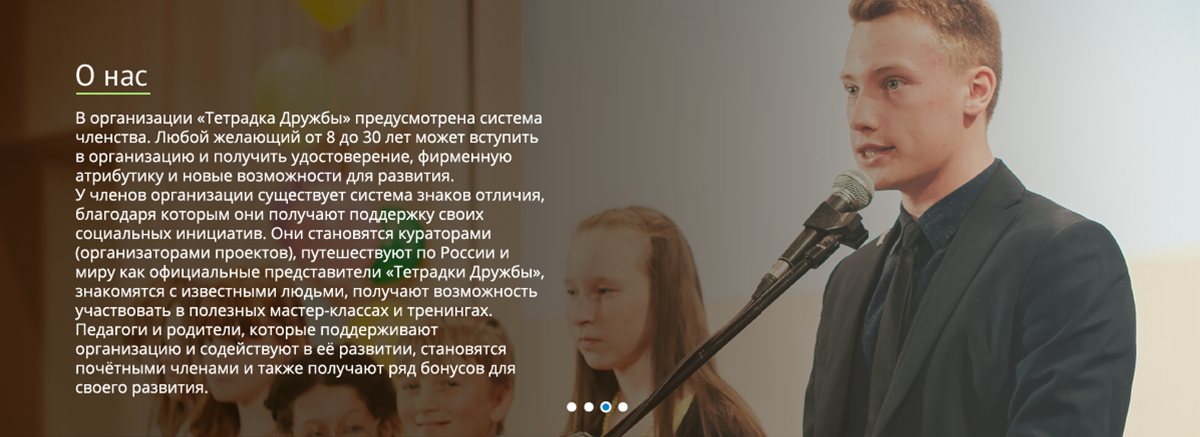 О нас
В организации «Тетрадка Дружбы» предусмотрена система
членства. Любой желающий от 8 до 30 лет может вступить
в организацию и получить удостоверение, фирменную
атрибутику и новые возможности для развития.
У членов организации существует система знаков отличия,
благодаря которым они получают поддержку своих
социальных инициатив. Они становятся кураторами
(организаторами проектов), путешествуют по России и
миру как официальные представители «Тетрадки Дружбы»,
знакомятся с известными людьми, получают возможность
участвовать в полезных мастер-классах и тренингах.
Педагоги и родители, которые поддерживают
организацию и содействуют в её развитии, становятся
почётными членами и также получают ряд бонусов для
своего развития.